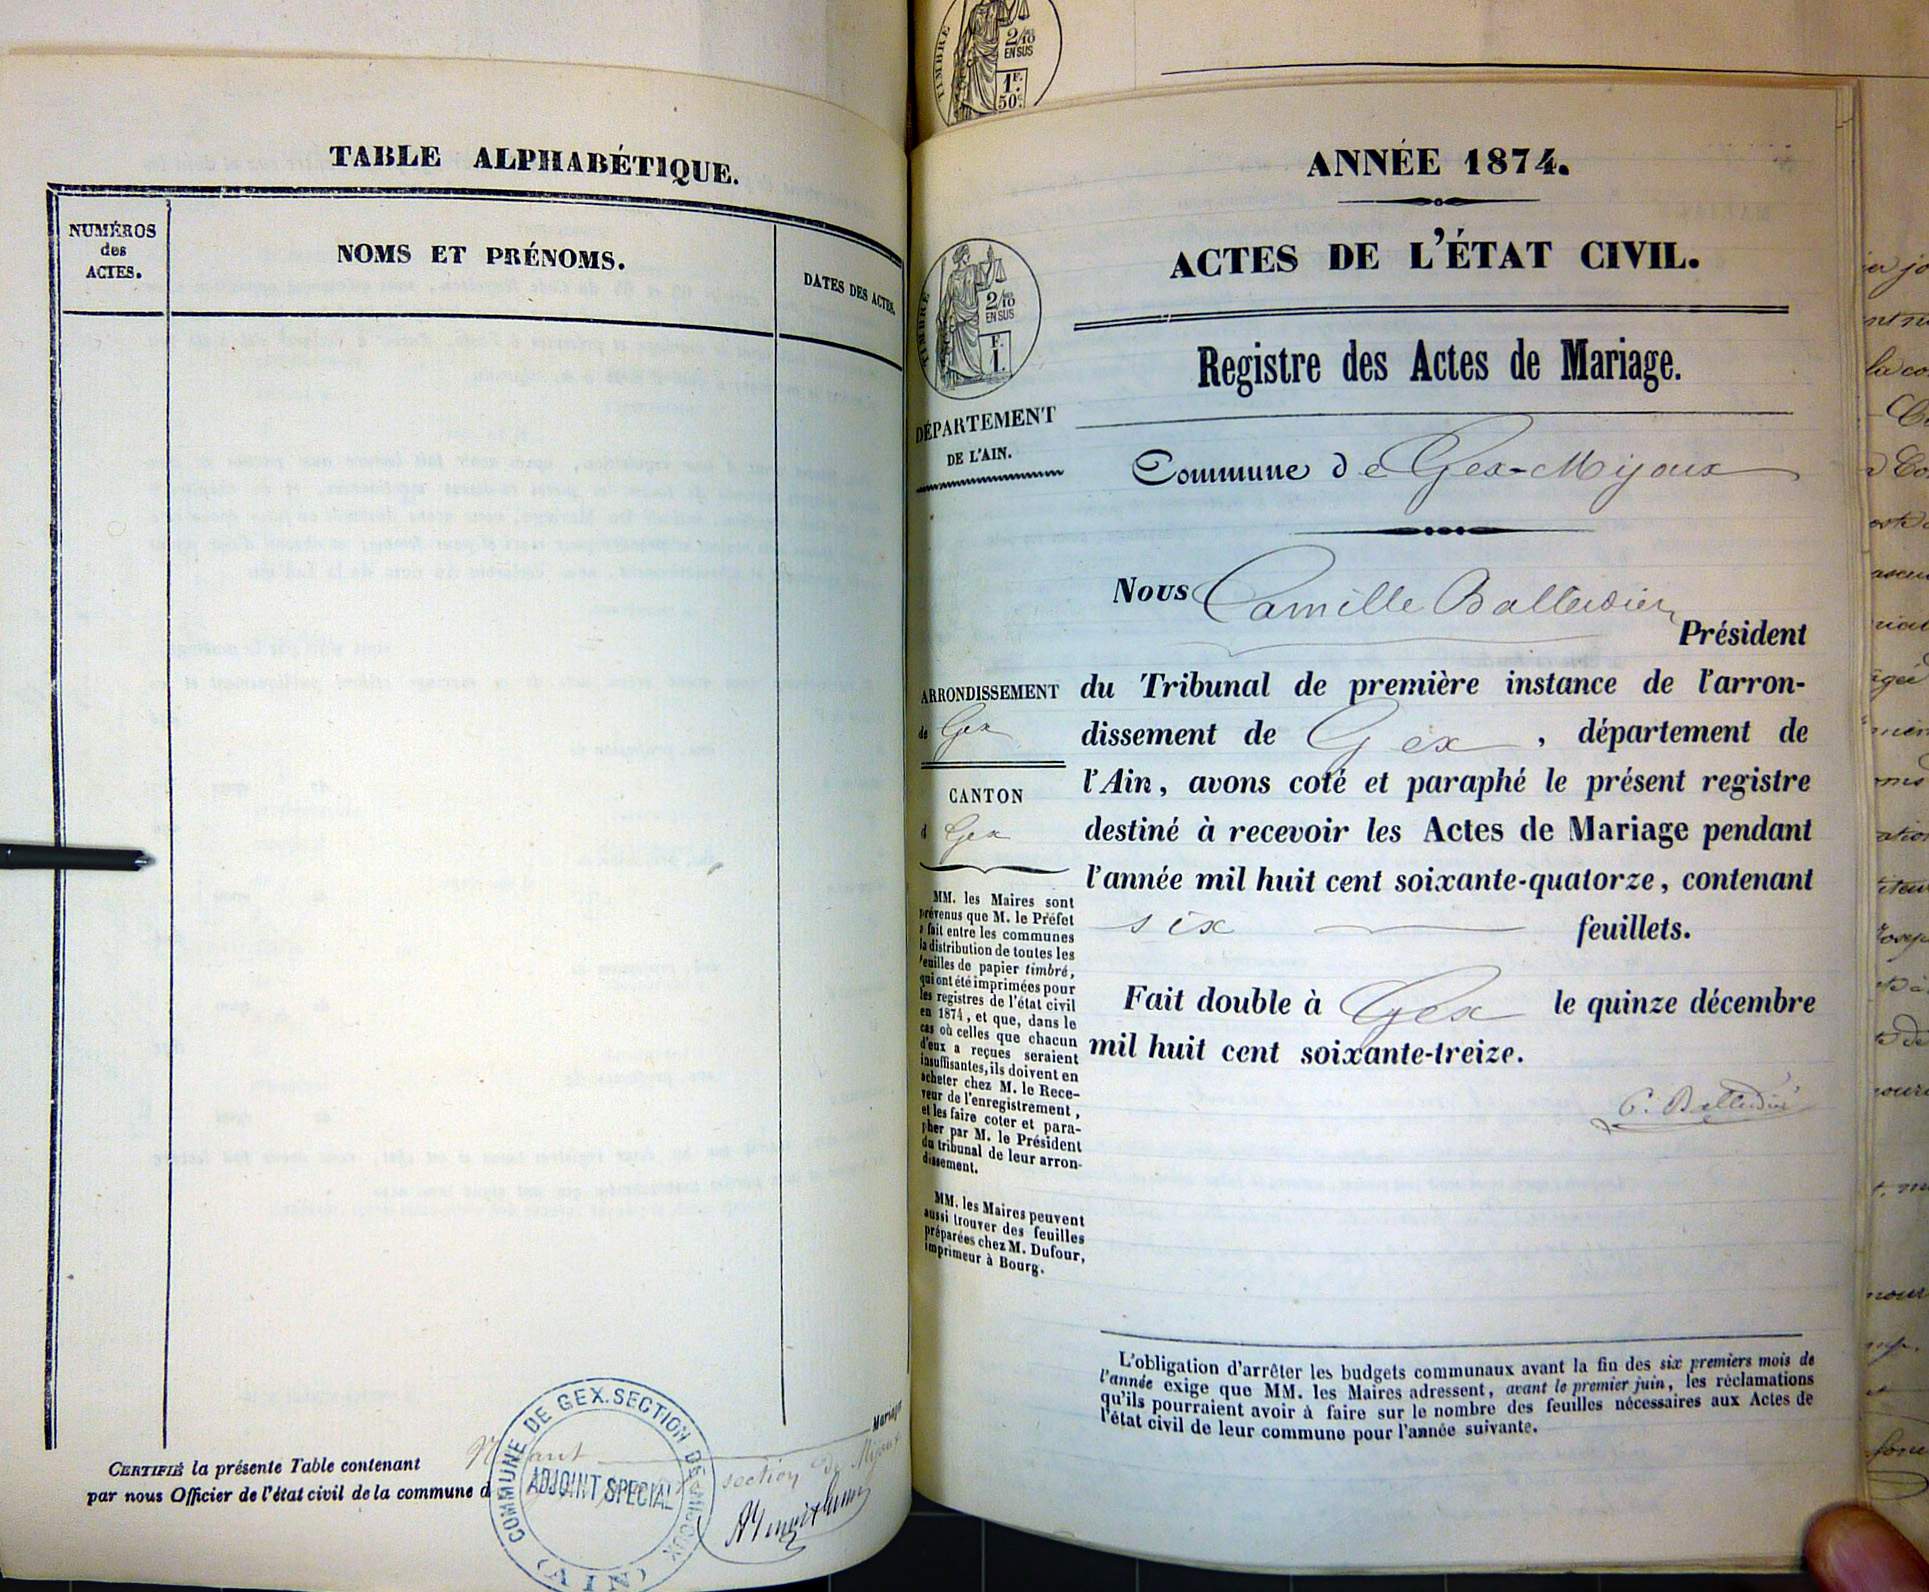 TABLE ALPHABÉTIQUE.
NUMÉROS
des
ACTES.
NOMS ET PRÉNOMS.
DATES DES ACTES.
CERTIFIÉ la présente Table contenant Néant Mariage
par nous Officier de l'état civil de la commune d section de Mijoux
COMMUNE DE GEX. SECTION DE MIJOUX
ADJOINT SPECIAL
(AIN)
TIMBRE
2/10
EN SUS
1F.
50c.
ANNÉE 1874.
ACTES DE L'ÉTAT CIVIL.
TIMBRE
2/10
EN SUS
F.
1.
Registre des Actes de Mariage.
DÉPARTEMENT
DE L'AIN.
Commune de Gex-Mijoux
Nous Camille Balleidier
Président
ARRONDISSEMENT
de Gex
CANTON
d Gex
du Tribunal de première instance de l'arron-
dissement de Gex, département de
l'Ain, avons coté et paraphé le présent registre
destiné à recevoir les Actes de Mariage pendant
l'année mil huit cent soixante-quatorze, contenant
six feuillets.
Fait double à Gex le quinze décembre
mil huit cent soixante-treize.
MM. les Maires sont
prévenus que M. le Préfet
a fait entre les communes
la distribution de toutes les
feuilles de papier timbré,
qui ont été imprimées pour
les registres de l'état civil
en 1874, et que, dans le
cas où celles que chacun
d'eux a reçues seraient
insuffisantes, ils doivent en
acheter chez M. le Rece-
veur de l'enregistrement,
et les faire coter et para-
pher par M. le Président
du tribunal de leur arron-
dissement.
MM. les Maires peuvent
aussi trouver des feuilles
préparées chez M. Dufour,
imprimeur à Bourg.
L'obligation d'arrêter les budgets communaux avant la fin des six premiers mois de
l'année exige que MM. les Maires adressent, avant le premier juin, les réclamations
qu'ils pourraient avoir à faire sur le nombre des feuilles nécessaires aux Actes de
l'état civil de leur commune pour l'année suivante.